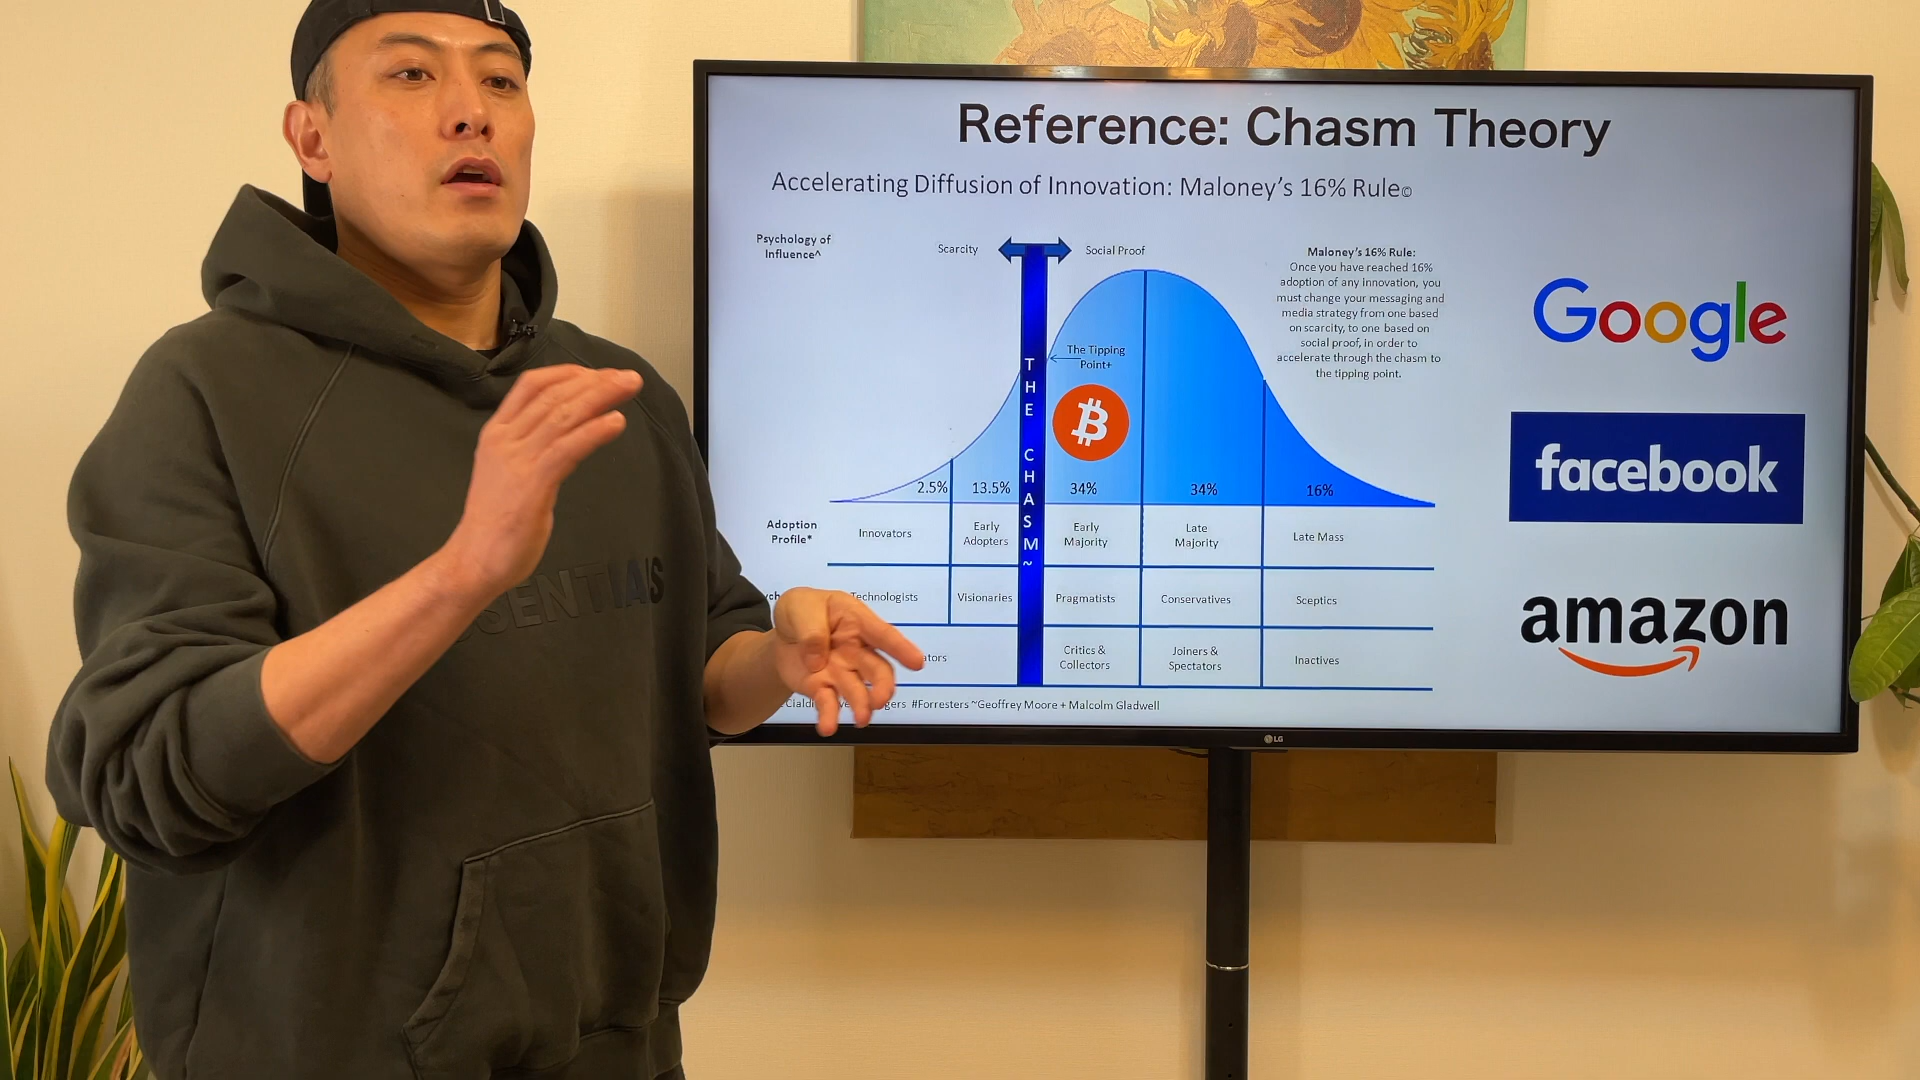 Reference: Chasm Theory
Accelerating Diffusion of Innovation: Maloney's 16% Rule©
Psychology of
Influence^
Scarcity
Social Proof
Maloney's 16% Rule:
Once you have reached 16%
adoption of any innovation, you
must change your messaging and
media strategy from one based
on scarcity, to one based on
social proof, in order to
accelerate through the chasm to
the tipping point.
The Tipping
Point+
THE CHASM~
2.5%
13.5%
34%
34%
16%
Adoption
Profile*
Innovators
Early
Adopters
Early
Majority
Late
Majority
Late Mass
Technologists
Visionaries
Pragmatists
Conservatives
Sceptics
Critics &
Collectors
Joiners &
Spectators
Inactives
#Forresters ~Geoffrey Moore + Malcolm Gladwell
Google
facebook
amazon
LG